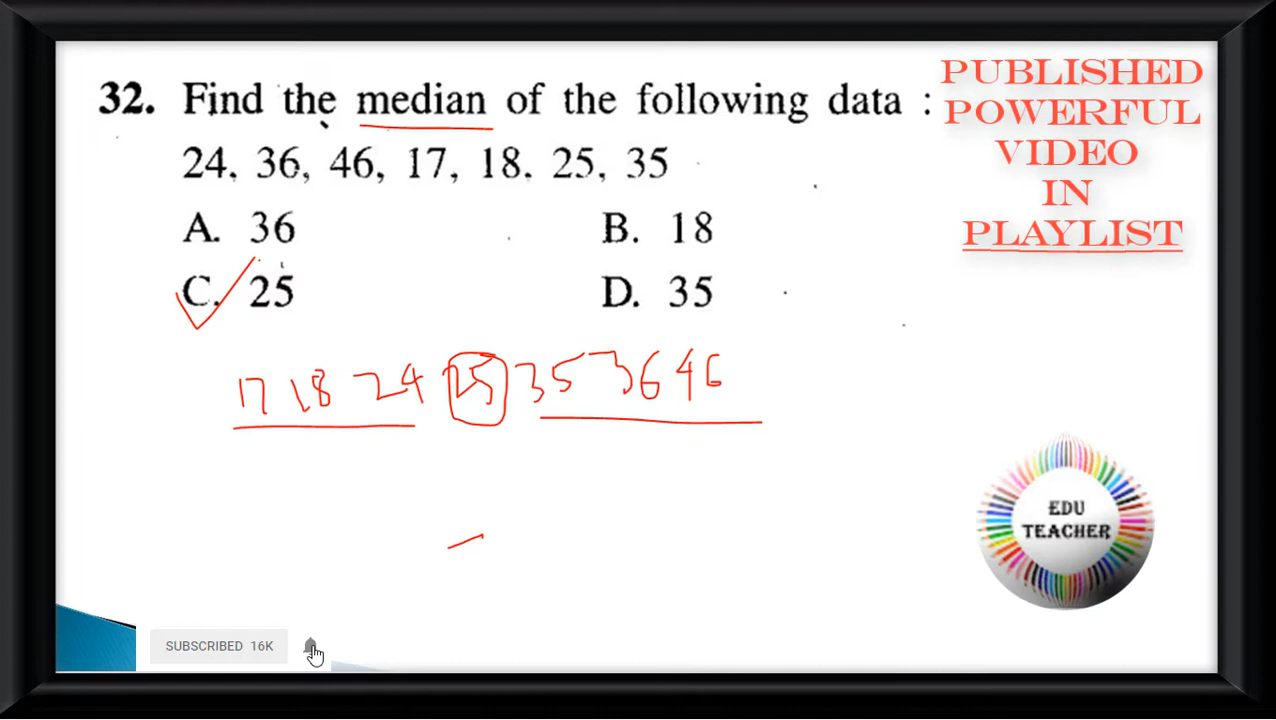 32. Find the median of the following data :
24, 36, 46, 17, 18. 25, 35
A. 36 B. 18
C. 25 D. 35
17 18 24 25 35 36 46
PUBLISHED
POWERFUL
VIDEO
IN
PLAYLIST
EDU
TEACHER
SUBSCRIBED 16K